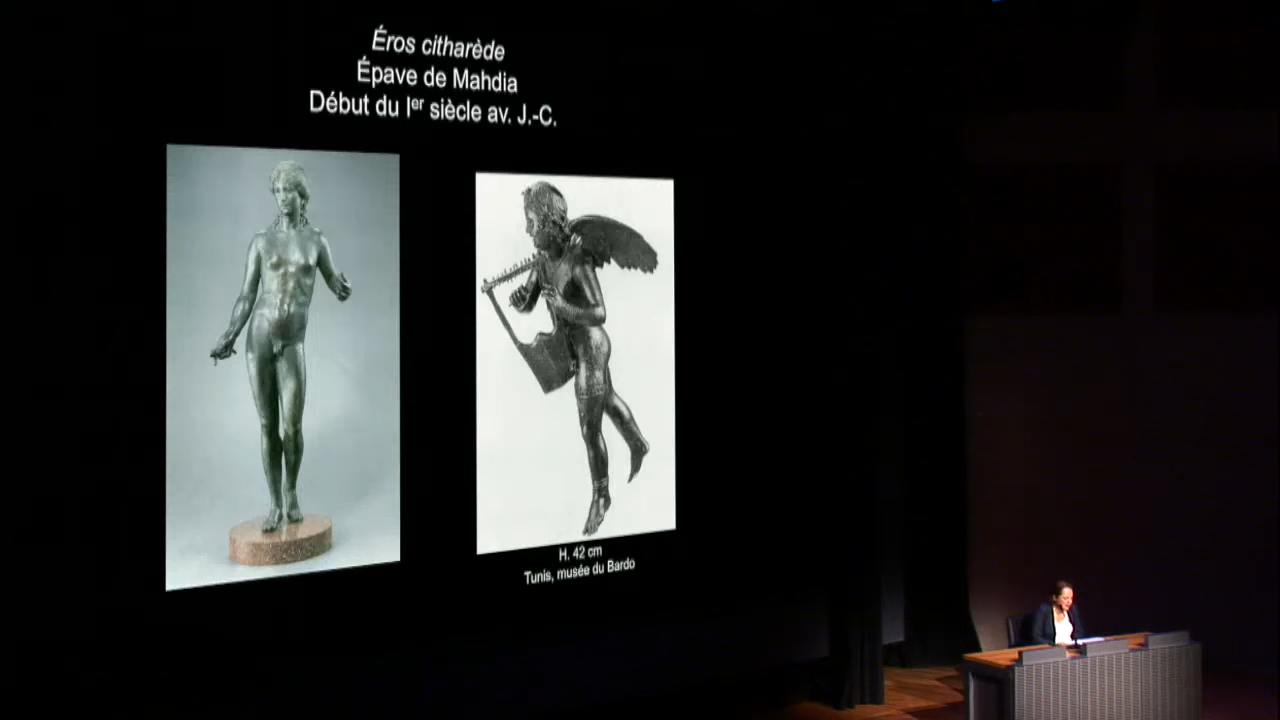 Éros citharède
Épave de Mahdia
Début du Ier siècle av. J.-C.
H. 42 cm
Tunis, musée du Bardo